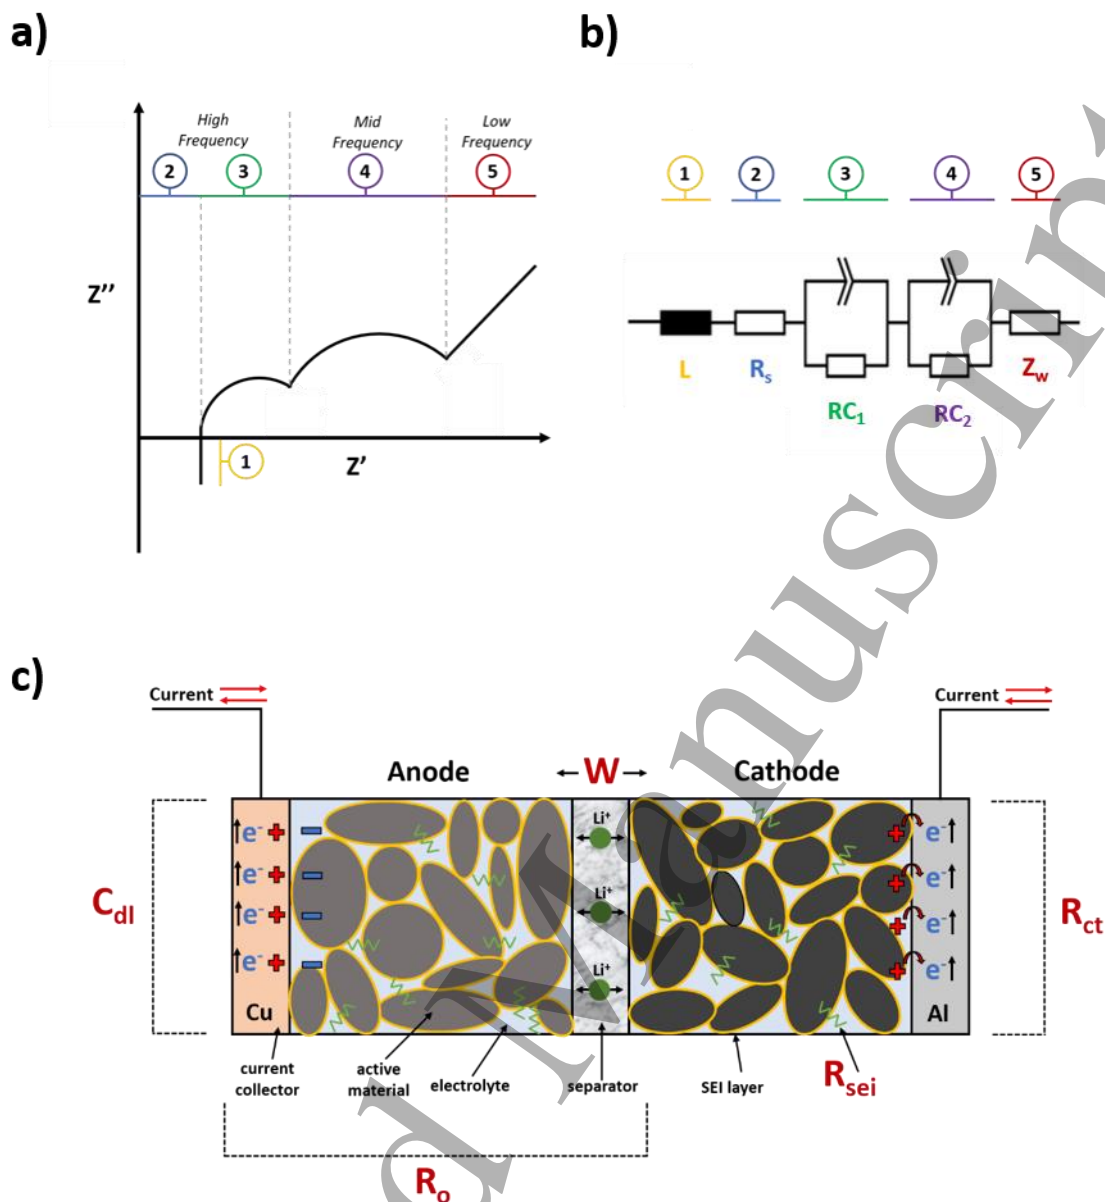 a)
High
Frequency
Mid
Frequency
Low
Frequency
2
3
4
5
Z''
1
Z'
b)
1
2
3
4
5
L
Rs
RC1
RC2
Zw
c)
Current
Current
Anode
W
Cathode
Cdl
e-
e-
e-
e-
Li+
Li+
Li+
e-
e-
e-
e-
Rct
Cu
Al
current
collector
active
material
electrolyte
separator
SEI layer
Rsei
Ro
d Manuscript